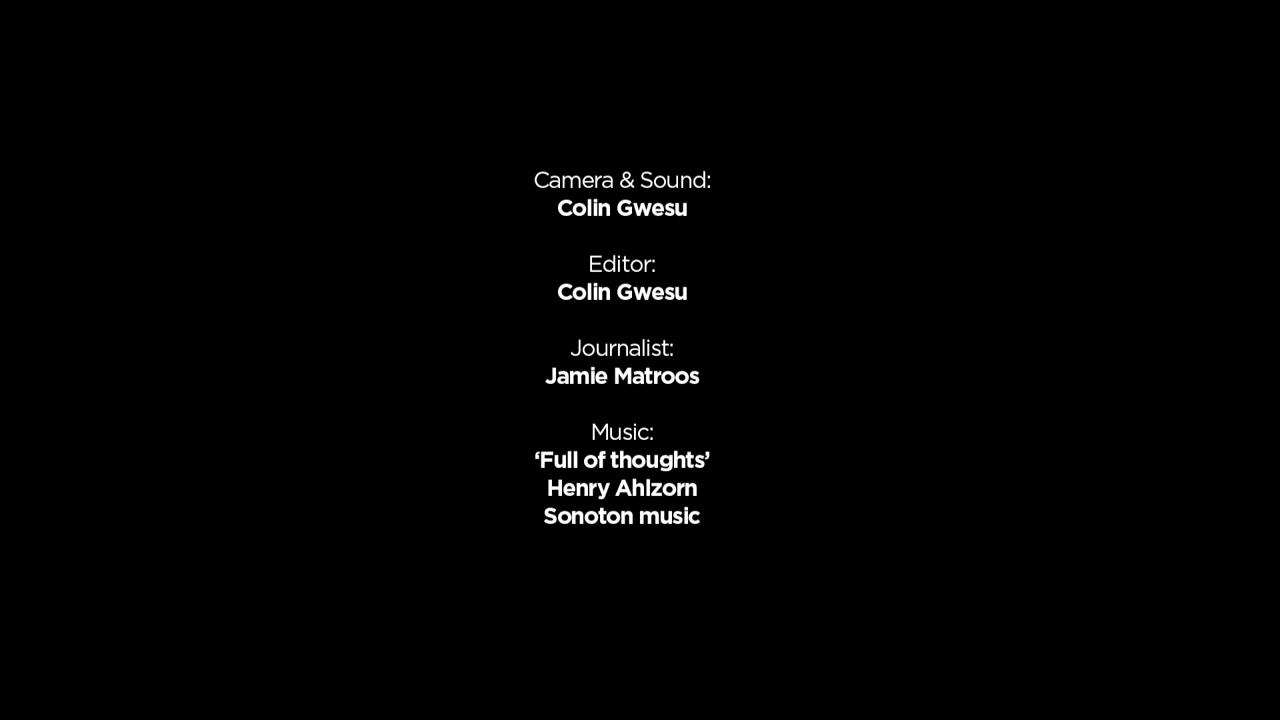 Camera & Sound:
Colin Gwesu
Editor:
Colin Gwesu
Journalist:
Jamie Matroos
Music:
‘Full of thoughts’
Henry Ahlzorn
Sonoton music